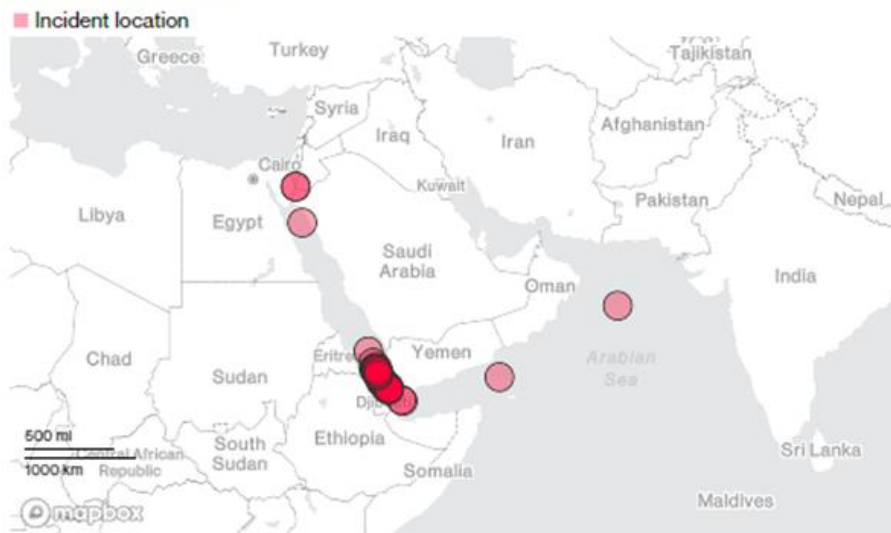 Incident location
Greece
Turkey
Tajikistan
Syria
Iraq
Iran
Afghanistan
Cairo
Kuwait
Pakistan
Nepal
Libya
Egypt
Saudi
Arabia
Oman
India
Chad
Sudan
Eritre
Yemen
Arabian
Sea
Ethiopia
500 mi
1000 km
Central African
Republic
South
Sudan
Somalia
Sri Lanka
Maldives
mapbox